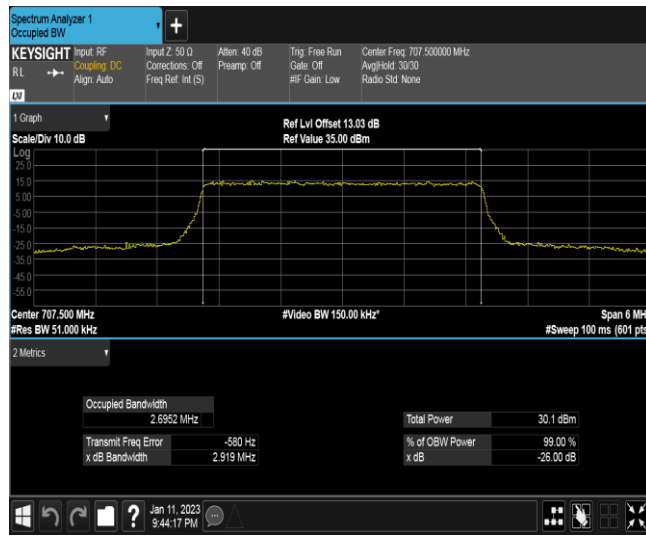 Spectrum Analyzer 1
Occupied BW
+
KEYSIGHT
RL
LXI
Input: RF
Coupling: DC
Align: Auto
Input Z: 50 Ω
Corrections: Off
Freq Ref: Int (S)
Atten: 40 dB
Preamp: Off
Trig: Free Run
Gate: Off
#IF Gain: Low
Center Freq: 707.500000 MHz
Avg|Hold: 30/30
Radio Std: None
1 Graph
Scale/Div 10.0 dB
Ref Lvl Offset 13.03 dB
Ref Value 35.00 dBm
Log
25.0
15.0
5.00
-5.00
-15.0
-25.0
-35.0
-45.0
-55.0
Center 707.500 MHz
#Res BW 51.000 kHz
#Video BW 150.00 kHz*
Span 6 MH
#Sweep 100 ms (601 pts
2 Metrics
Occupied Bandwidth
2.6952 MHz
Transmit Freq Error -580 Hz
x dB Bandwidth 2.919 MHz
Total Power 30.1 dBm
% of OBW Power 99.00 %
x dB -26.00 dB
?
Jan 11, 2023
9:44:17 PM